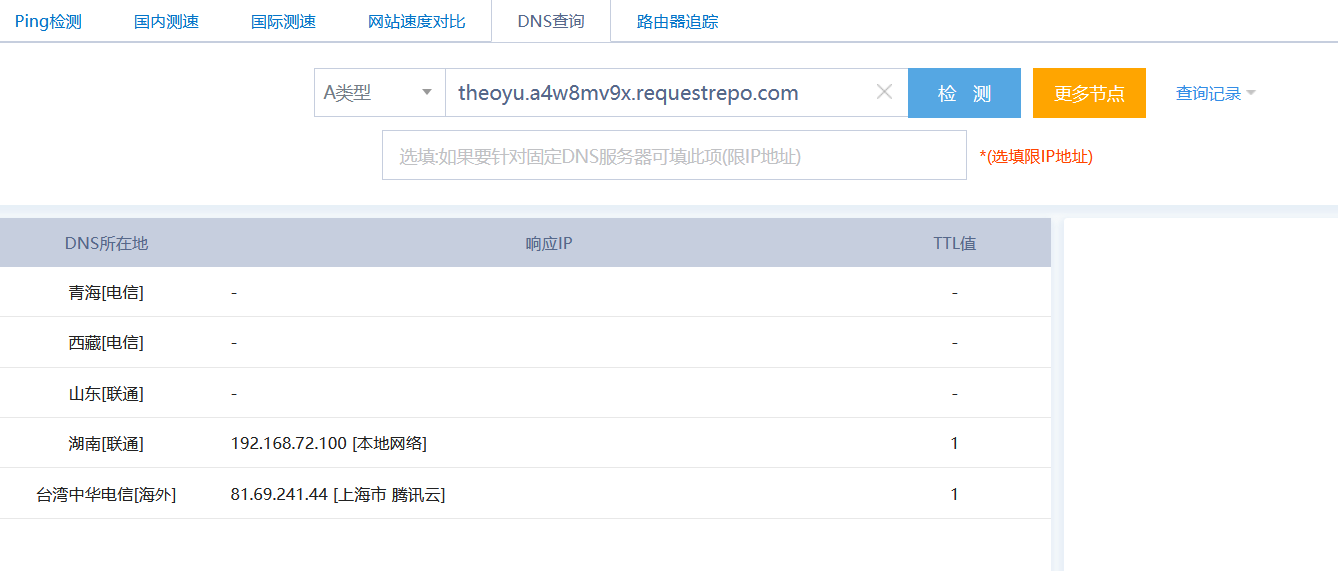 Ping检测 国内测速 国际测速 网站速度对比 DNS查询 路由器追踪
A类型 theoyu.a4w8mv9x.requestrepo.com 检 测 更多节点 查询记录
选填:如果要针对固定DNS服务器可填此项(限IP地址) *(选填限IP地址)
DNS所在地 响应IP TTL值
青海[电信] - -
西藏[电信] - -
山东[联通] - -
湖南[联通] 192.168.72.100 [本地网络] 1
台湾中华电信[海外] 81.69.241.44 [上海市 腾讯云] 1